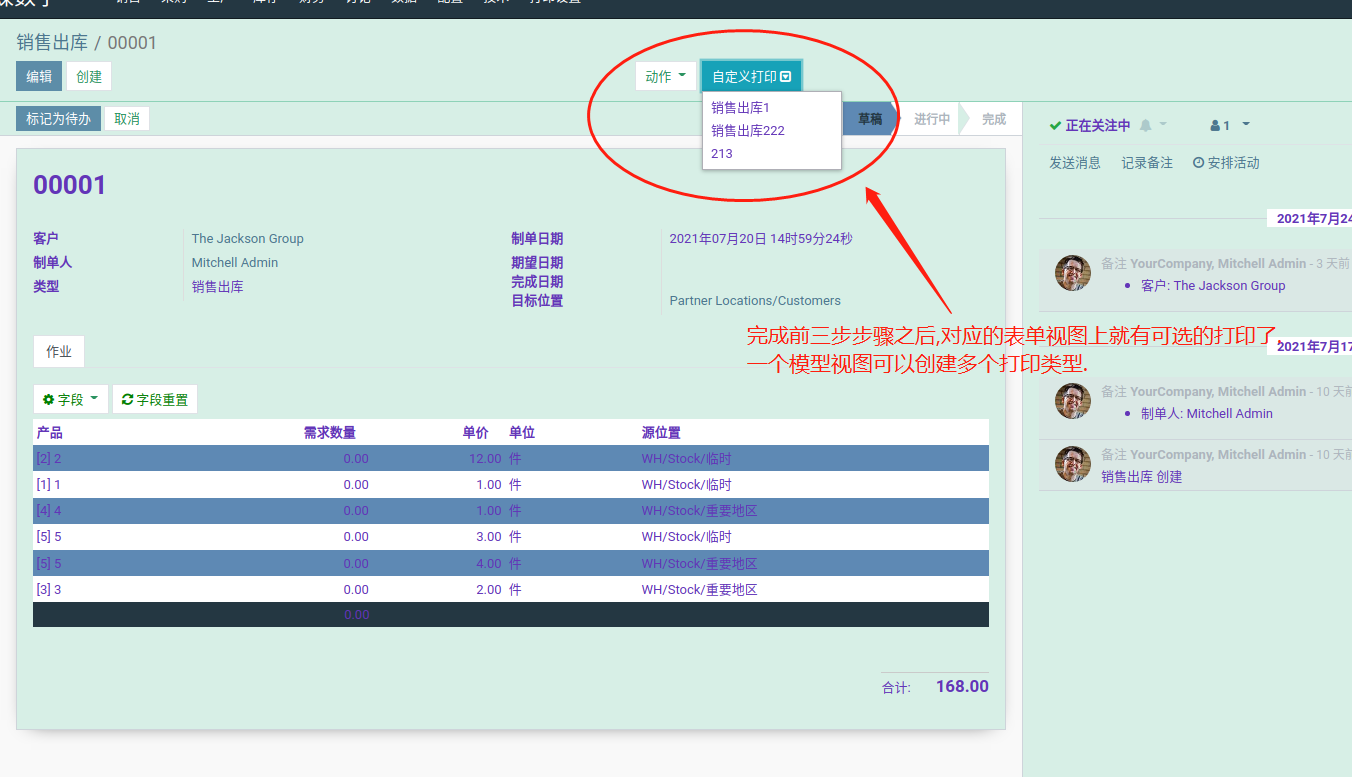 销售出库 / 00001
编辑 创建
动作 自定义打印
销售出库1
销售出库222
213
标记为待办 取消
草稿 进行中 完成
正在关注中 1
发送消息 记录备注 安排活动
00001
客户 The Jackson Group
制单人 Mitchell Admin
类型 销售出库
制单日期 2021年07月20日 14时59分24秒
期望日期
完成日期
目标位置 Partner Locations/Customers
2021年7月24
备注 YourCompany, Mitchell Admin - 3 天前
客户: The Jackson Group
完成前三步步骤之后,对应的表单视图上就有可选的打印了.
一个模型视图可以创建多个打印类型.
2021年7月17
备注 YourCompany, Mitchell Admin - 10 天前
制单人: Mitchell Admin
备注 YourCompany, Mitchell Admin - 10 天前
销售出库 创建
作业
字段 字段重置
产品 需求数量 单价 单位 源位置
[2] 2 0.00 12.00 件 WH/Stock/临时
[1] 1 0.00 1.00 件 WH/Stock/临时
[4] 4 0.00 1.00 件 WH/Stock/重要地区
[5] 5 0.00 3.00 件 WH/Stock/临时
[5] 5 0.00 4.00 件 WH/Stock/重要地区
[3] 3 0.00 2.00 件 WH/Stock/重要地区
0.00
合计: 168.00